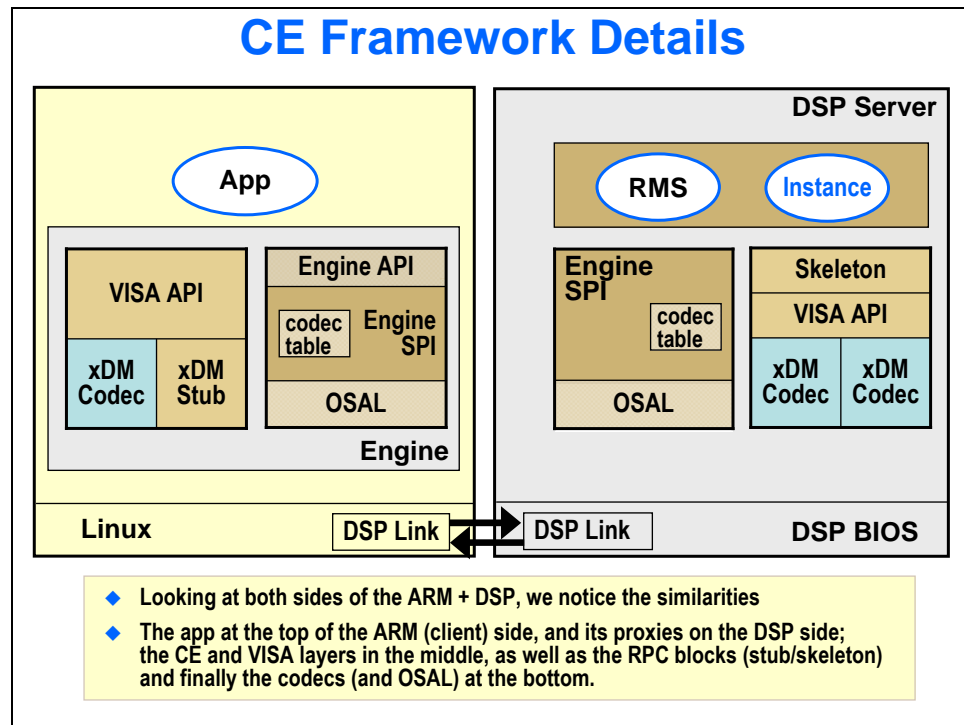 CE Framework Details
App
VISA API
xDM
Codec
xDM
Stub
Engine API
codec
table
Engine
SPI
OSAL
Engine
Linux
DSP Link
DSP Server
RMS
Instance
Engine
SPI
codec
table
OSAL
Skeleton
VISA API
xDM
Codec
xDM
Codec
DSP Link
DSP BIOS
Looking at both sides of the ARM + DSP, we notice the similarities
The app at the top of the ARM (client) side, and its proxies on the DSP side;
the CE and VISA layers in the middle, as well as the RPC blocks (stub/skeleton)
and finally the codecs (and OSAL) at the bottom.